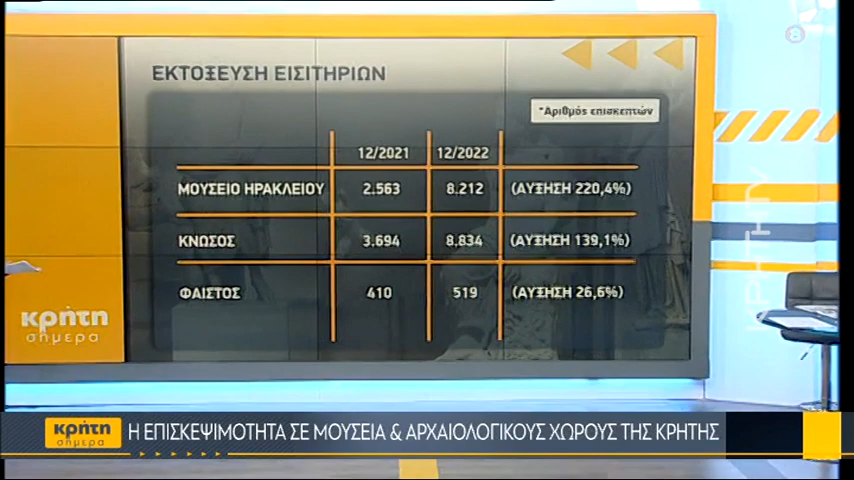 ΕΚΤΟΞΕΥΣΗ ΕΙΣΙΤΗΡΙΩΝ
*Αριθμός επισκεπτών
12/2021 12/2022
ΜΟΥΣΕΙΟ ΗΡΑΚΛΕΙΟΥ 2.563 8.212 (ΑΥΞΗΣΗ 220,4%)
ΚΝΩΣΟΣ 3.694 8.834 (ΑΥΞΗΣΗ 139,1%)
ΦΑΙΣΤΟΣ 410 519 (ΑΥΞΗΣΗ 26,6%)
κρήτη
σήμερα
ΚΡΗΤΗ
κρήτη
σήμερα
Η ΕΠΙΣΚΕΨΙΜΟΤΗΤΑ ΣΕ ΜΟΥΣΕΙΑ & ΑΡΧΑΙΟΛΟΓΙΚΟΥΣ ΧΩΡΟΥΣ ΤΗΣ ΚΡΗΤΗΣ